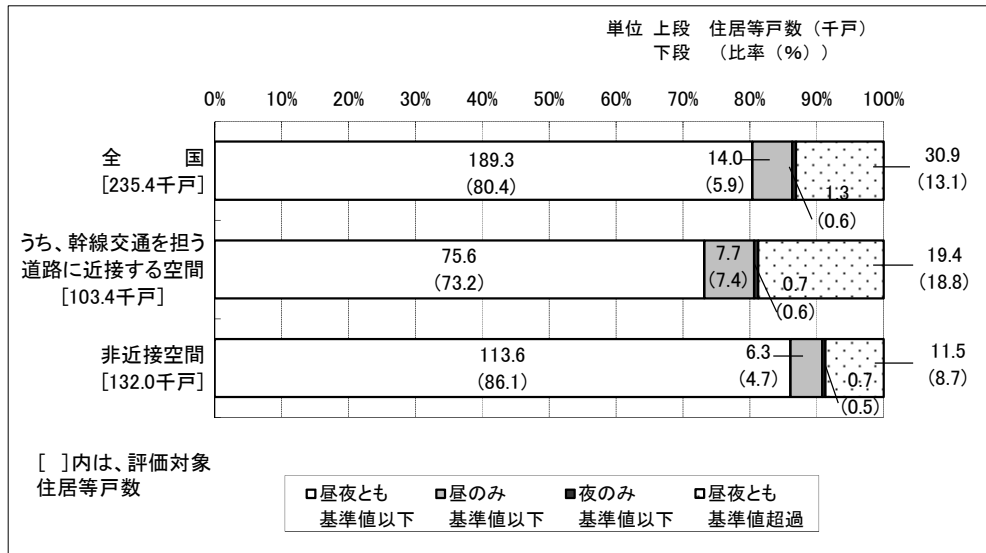 単位 上段 住居等戸数（千戸）
下段 （比率（%））
0% 10% 20% 30% 40% 50% 60% 70% 80% 90% 100%
全 国
[235.4千戸]
189.3
(80.4)
14.0
(5.9)
1.3
(0.6)
30.9
(13.1)
うち、幹線交通を担う
道路に近接する空間
[103.4千戸]
75.6
(73.2)
7.7
(7.4)
0.7
(0.6)
19.4
(18.8)
非近接空間
[132.0千戸]
113.6
(86.1)
6.3
(4.7)
0.7
(0.5)
11.5
(8.7)
[ ]内は、評価対象
住居等戸数
昼夜とも
基準値以下
昼のみ
基準値以下
夜のみ
基準値以下
昼夜とも
基準値超過